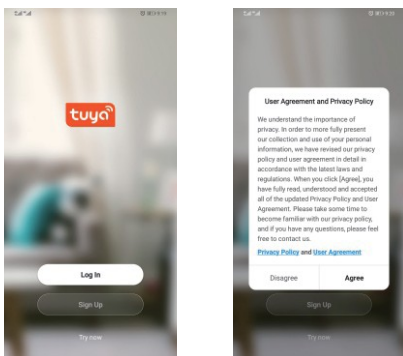 tuya
Log In
Sign Up
Try now
User Agreement and Privacy Policy
We understand the importance of
privacy. In order to more fully present
our collection and use of your personal
information, we have revised our privacy
policy and user agreement in detail in
accordance with the latest laws and
regulations. When you click [Agree], you
have fully read, understood and accepted
all of the updated Privacy Policy and User
Agreement. Please take some time to
become familiar with our privacy policy,
and if you have any questions, please feel
free to contact us.
Privacy Policy and User Agreement
Disagree Agree
Sign Up
Try now